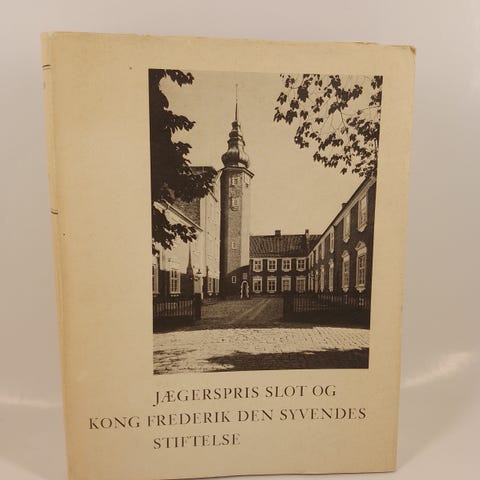 JÆGERSPRIS SLOT OG
KONG FREDERIK DEN SYVENDES
STIFTELSE